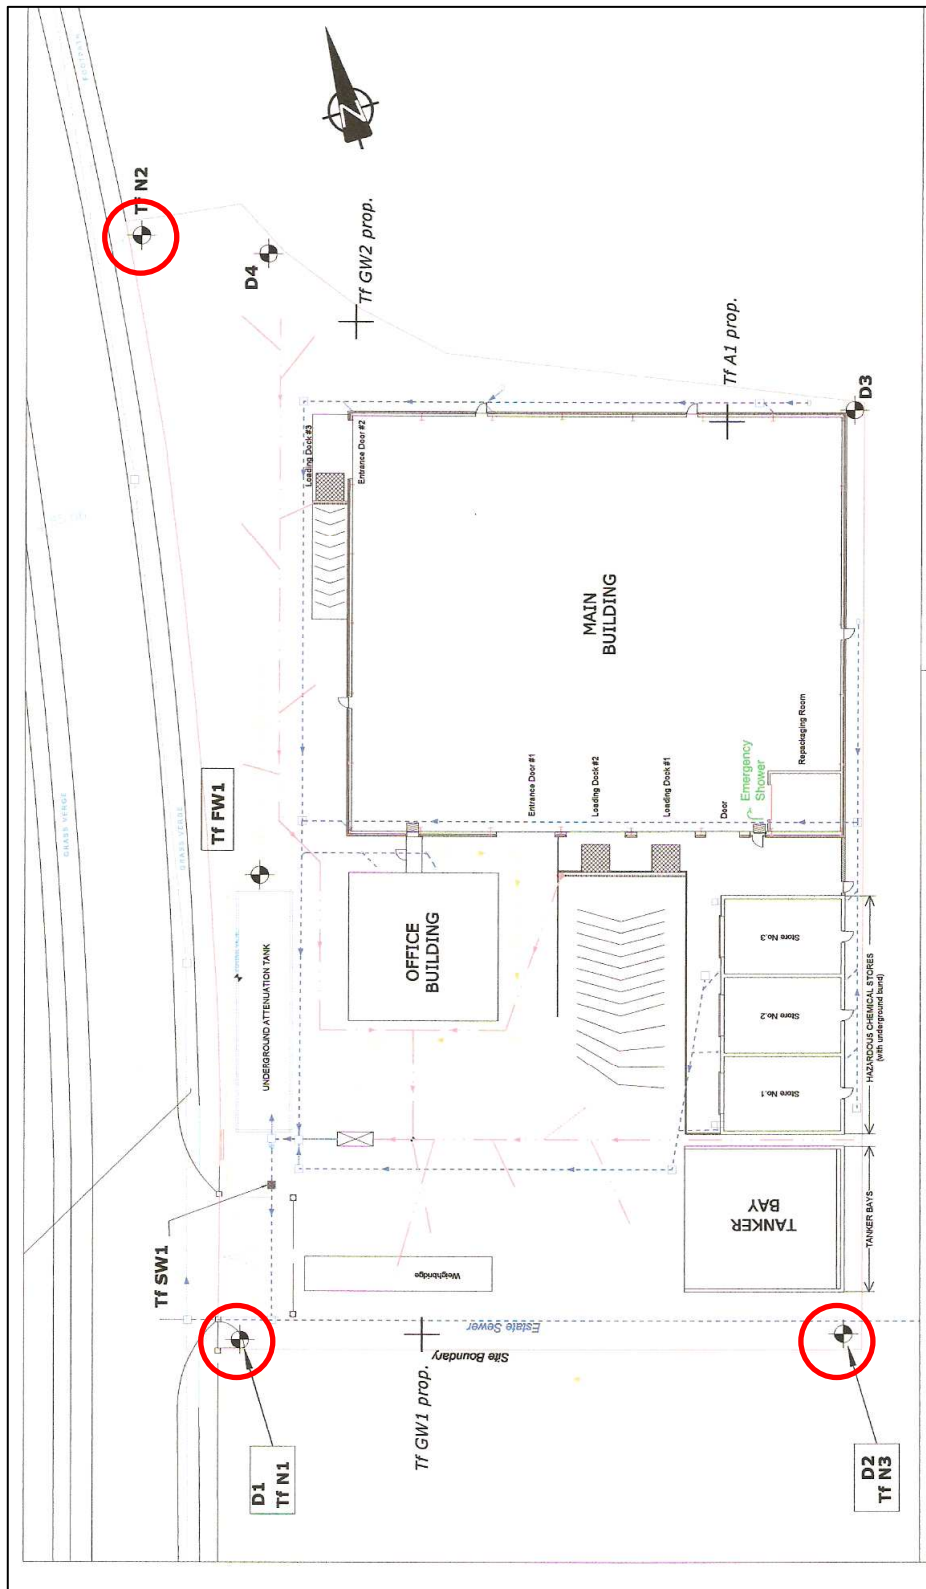 FOOTPATH
Tf N2
N
D4
Tf GW2 prop.
Tf A1 prop.
D3
Loading Dock #3
Entrance Door #2
MAIN
BUILDING
Entrance Door #1
Loading Dock #2
Loading Dock #1
Door
Emergency
Shower
Repackaging Room
GRASS VERGE
GRASS VERGE
Tf FW1
UNDERGROUND ATTENUATION TANK
OFFICE
BUILDING
Store No.3
Store No.2
Store No.1
HAZARDOUS CHEMICAL STORES
(with underground bund)
Tf SW1
TANKER
BAY
TANKER BAYS
Weighbridge
Estate Sewer
Site Boundary
Tf GW1 prop.
D1
Tf N1
D2
Tf N3